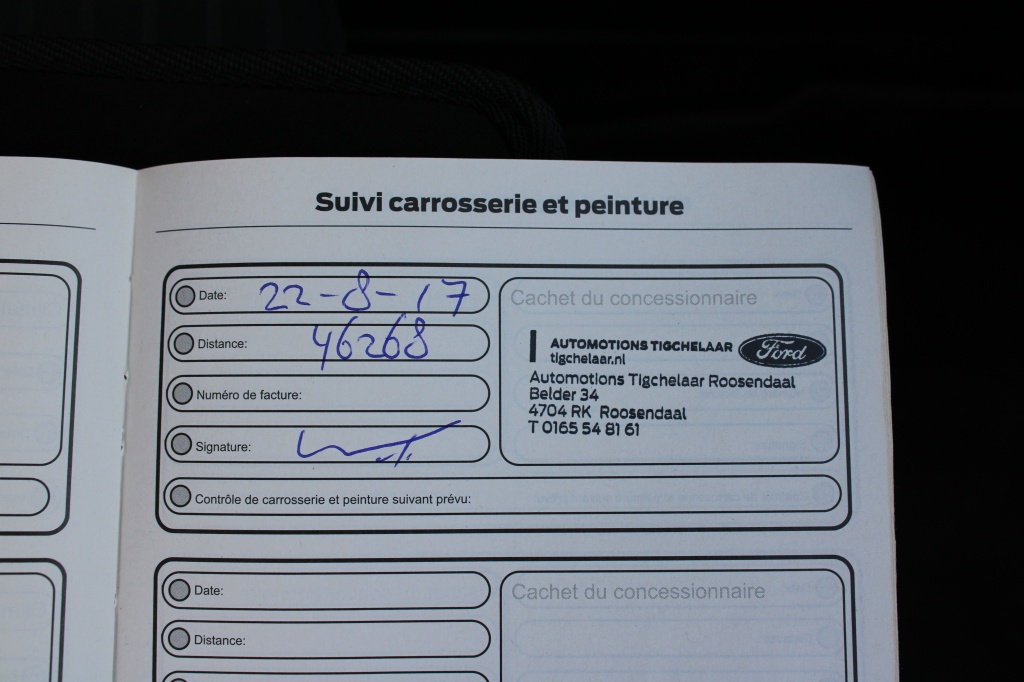 Suivi carrosserie et peinture
Date: 22-8-17
Distance: 46268
Numéro de facture:
Signature:
Contrôle de carrosserie et peinture suivant prévu:
Cachet du concessionnaire
AUTOMOTIONS TIGCHELAAR
tigchelaar.nl
Ford
Automotions Tigchelaar Roosendaal
Belder 34
4704 RK Roosendaal
T 0165 54 81 61
Date:
Distance:
Cachet du concessionnaire